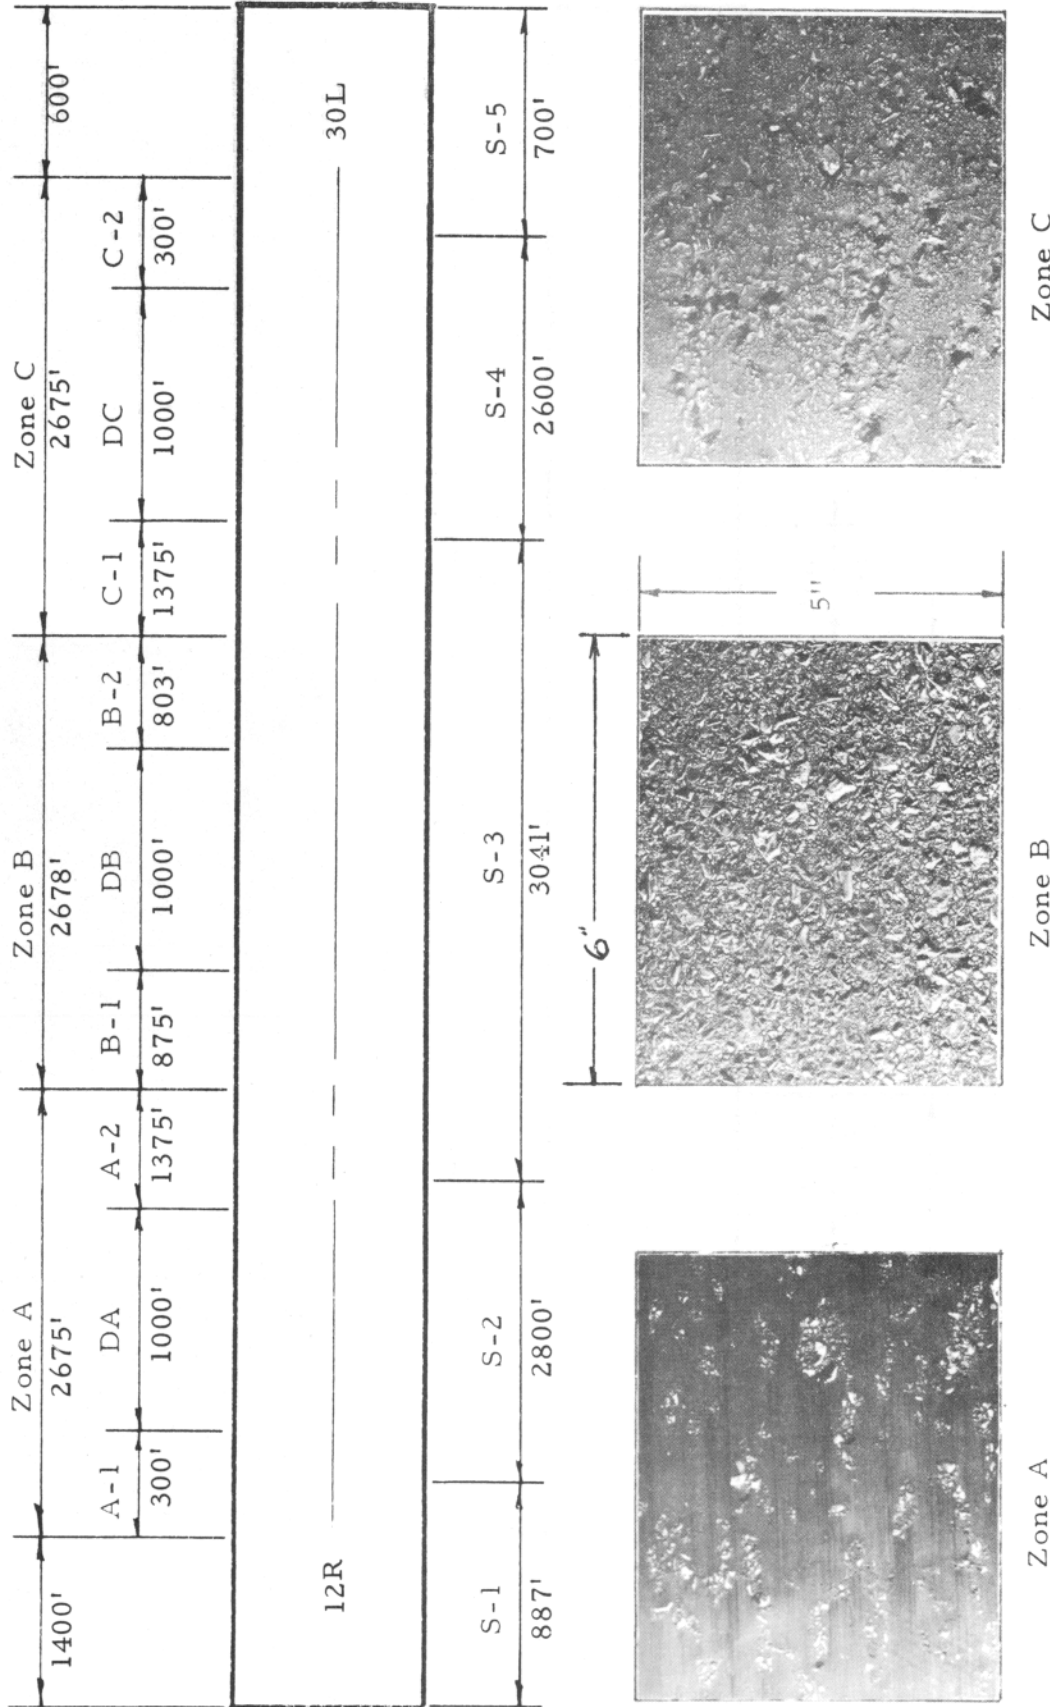 Zone A
Zone B
Zone C
1400'
2675'
2678'
2675'
600'
A-1
DA
A-2
B-1
DB
B-2
C-1
DC
C-2
300'
1000'
1375'
875'
1000'
803'
1375'
1000'
300'
12R
30L
S-1
S-2
S-3
S-4
S-5
887'
2800'
3041'
2600'
700'
6"
5"
Zone A
Zone B
Zone C